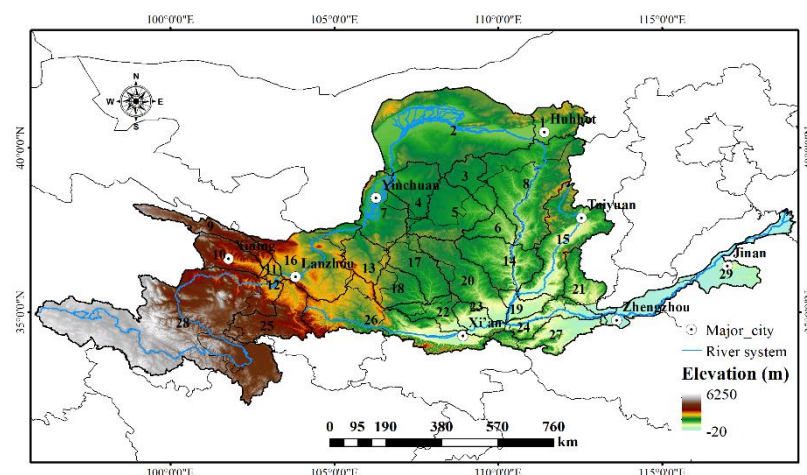 100°0'0"E 105°0'0"E 110°0'0"E 115°0'0"E
N
W E
S
40°0'0"N
35°0'0"N
1
Huhhot
2
3
8
Yinchuan
7
4
5
Taiyuan
6
15
9
10
Xining
11
16
12
Lanzhou
13
17
14
18
20
21
22
23
19
28
25
26
Xi'an
24
27
Zhengzhou
Jinan
29
Major_city
River system
Elevation (m)
6250
-20
0 95 190 380 570 760
km
100°0'0"E 105°0'0"E 110°0'0"E 115°0'0"E